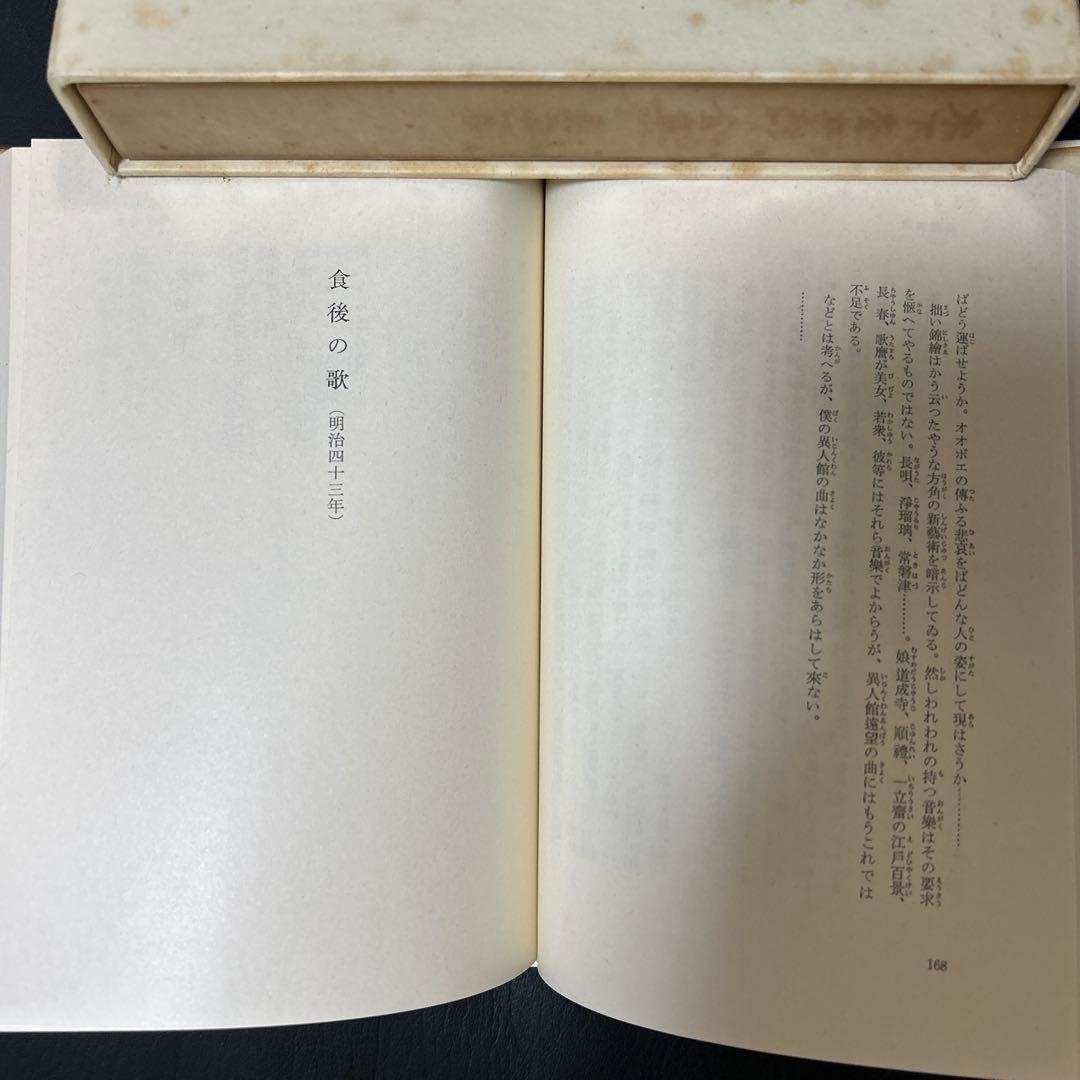 ばどう運ばせようか。オオボエの傳ふる悲哀をばどんな人の姿にして現はさうか…………
拙い錦繪はかう云つたやうな方角の新藝術を暗示してゐる。然しわれわれの持つ音樂はその要求
を愜へてやるものではない。長唄、淨瑠璃、常磐津………。娘道成寺、順禮、一立齋の江戶百景、
長春、歌麿が美女、若衆、彼等にはそれら音樂でよからうが、異人館遠望の曲にはもうこれでは
不足である。
などとは考へるが、僕の異人館の曲はなかなか形をあらはして來ない。
…………
168
食後の歌（明治四十三年）